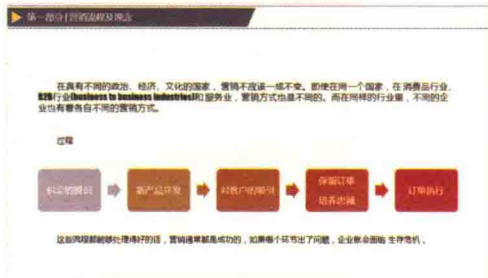 第一部分|营销流程及理念
在具有不同的政治、经济、文化的国家，营销不应该一成不变。即使在同一个国家，在消费品行业、
B2B行业(business to business industries)和服务业，营销方式也是不同的。而在同样的行业里，不同的企
业也有着各自不同的营销方式。
过程
机会的辨识
新产品开发
对客户的吸引
保留订单
培养忠诚
订单执行
这些流程都能够处理得好的话，营销通常都是成功的，如果哪个环节出了问题，企业就会面临生存危机。